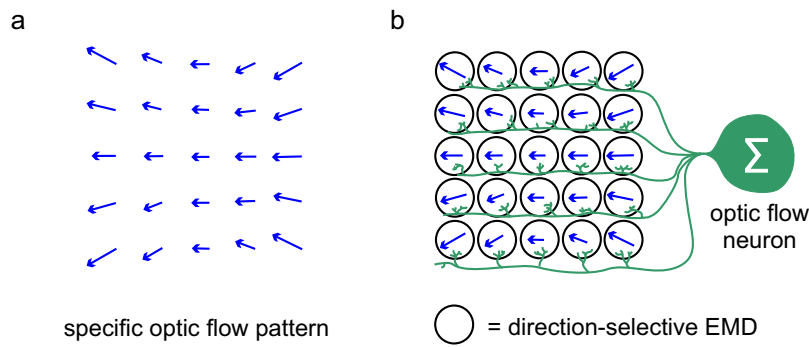 a
b
Σ
optic flow
neuron
specific optic flow pattern
= direction-selective EMD